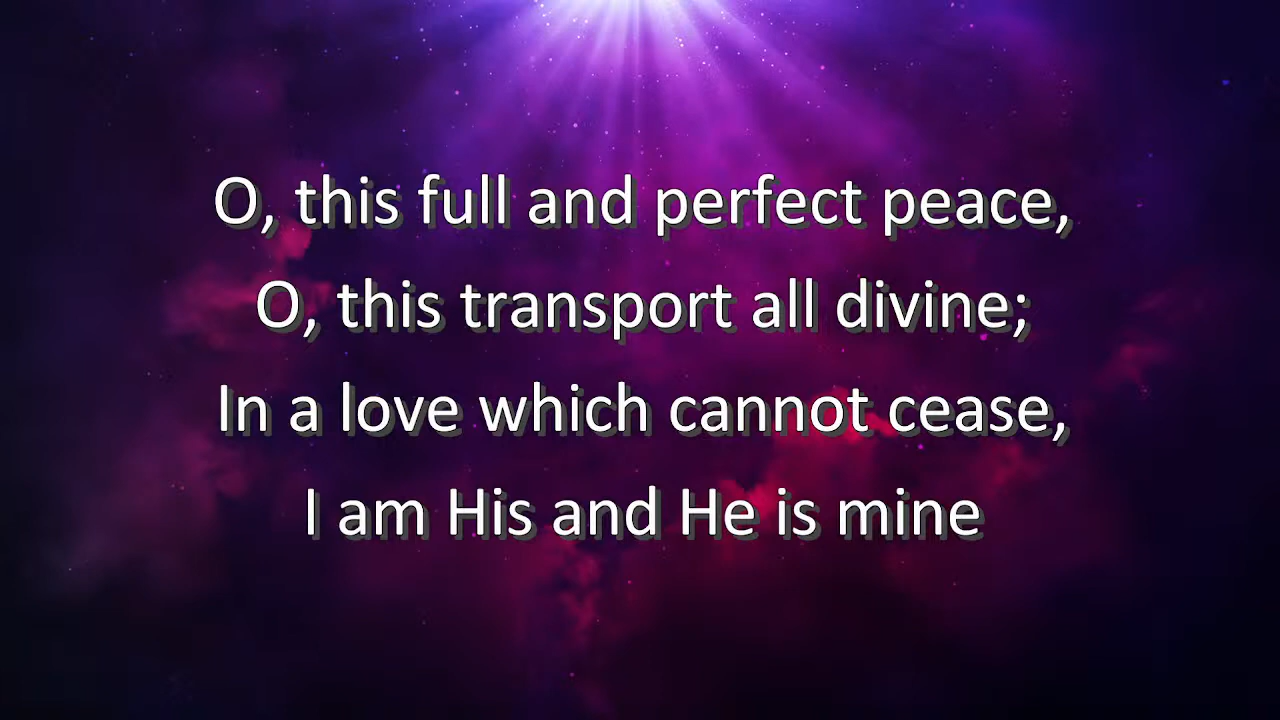 O, this full and perfect peace,
O, this transport all divine;
In a love which cannot cease,
I am His and He is mine